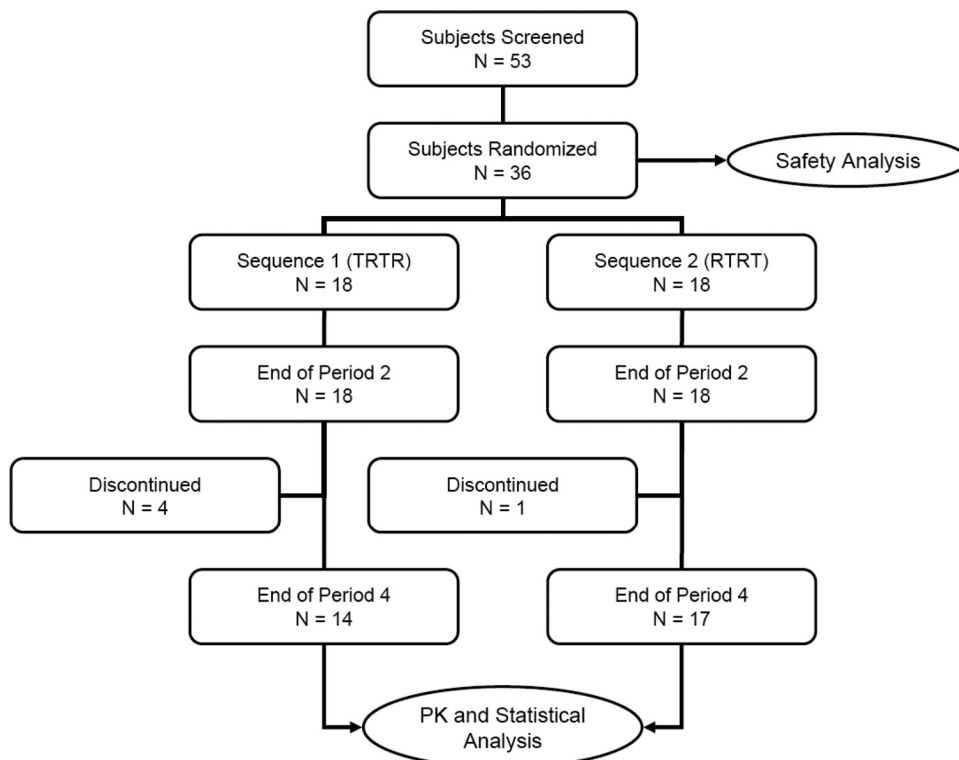 Subjects Screened
N = 53
Subjects Randomized
N = 36
Safety Analysis
Sequence 1 (TRTR)
N = 18
Sequence 2 (RTRT)
N = 18
End of Period 2
N = 18
End of Period 2
N = 18
Discontinued
N = 4
Discontinued
N = 1
End of Period 4
N = 14
End of Period 4
N = 17
PK and Statistical
Analysis